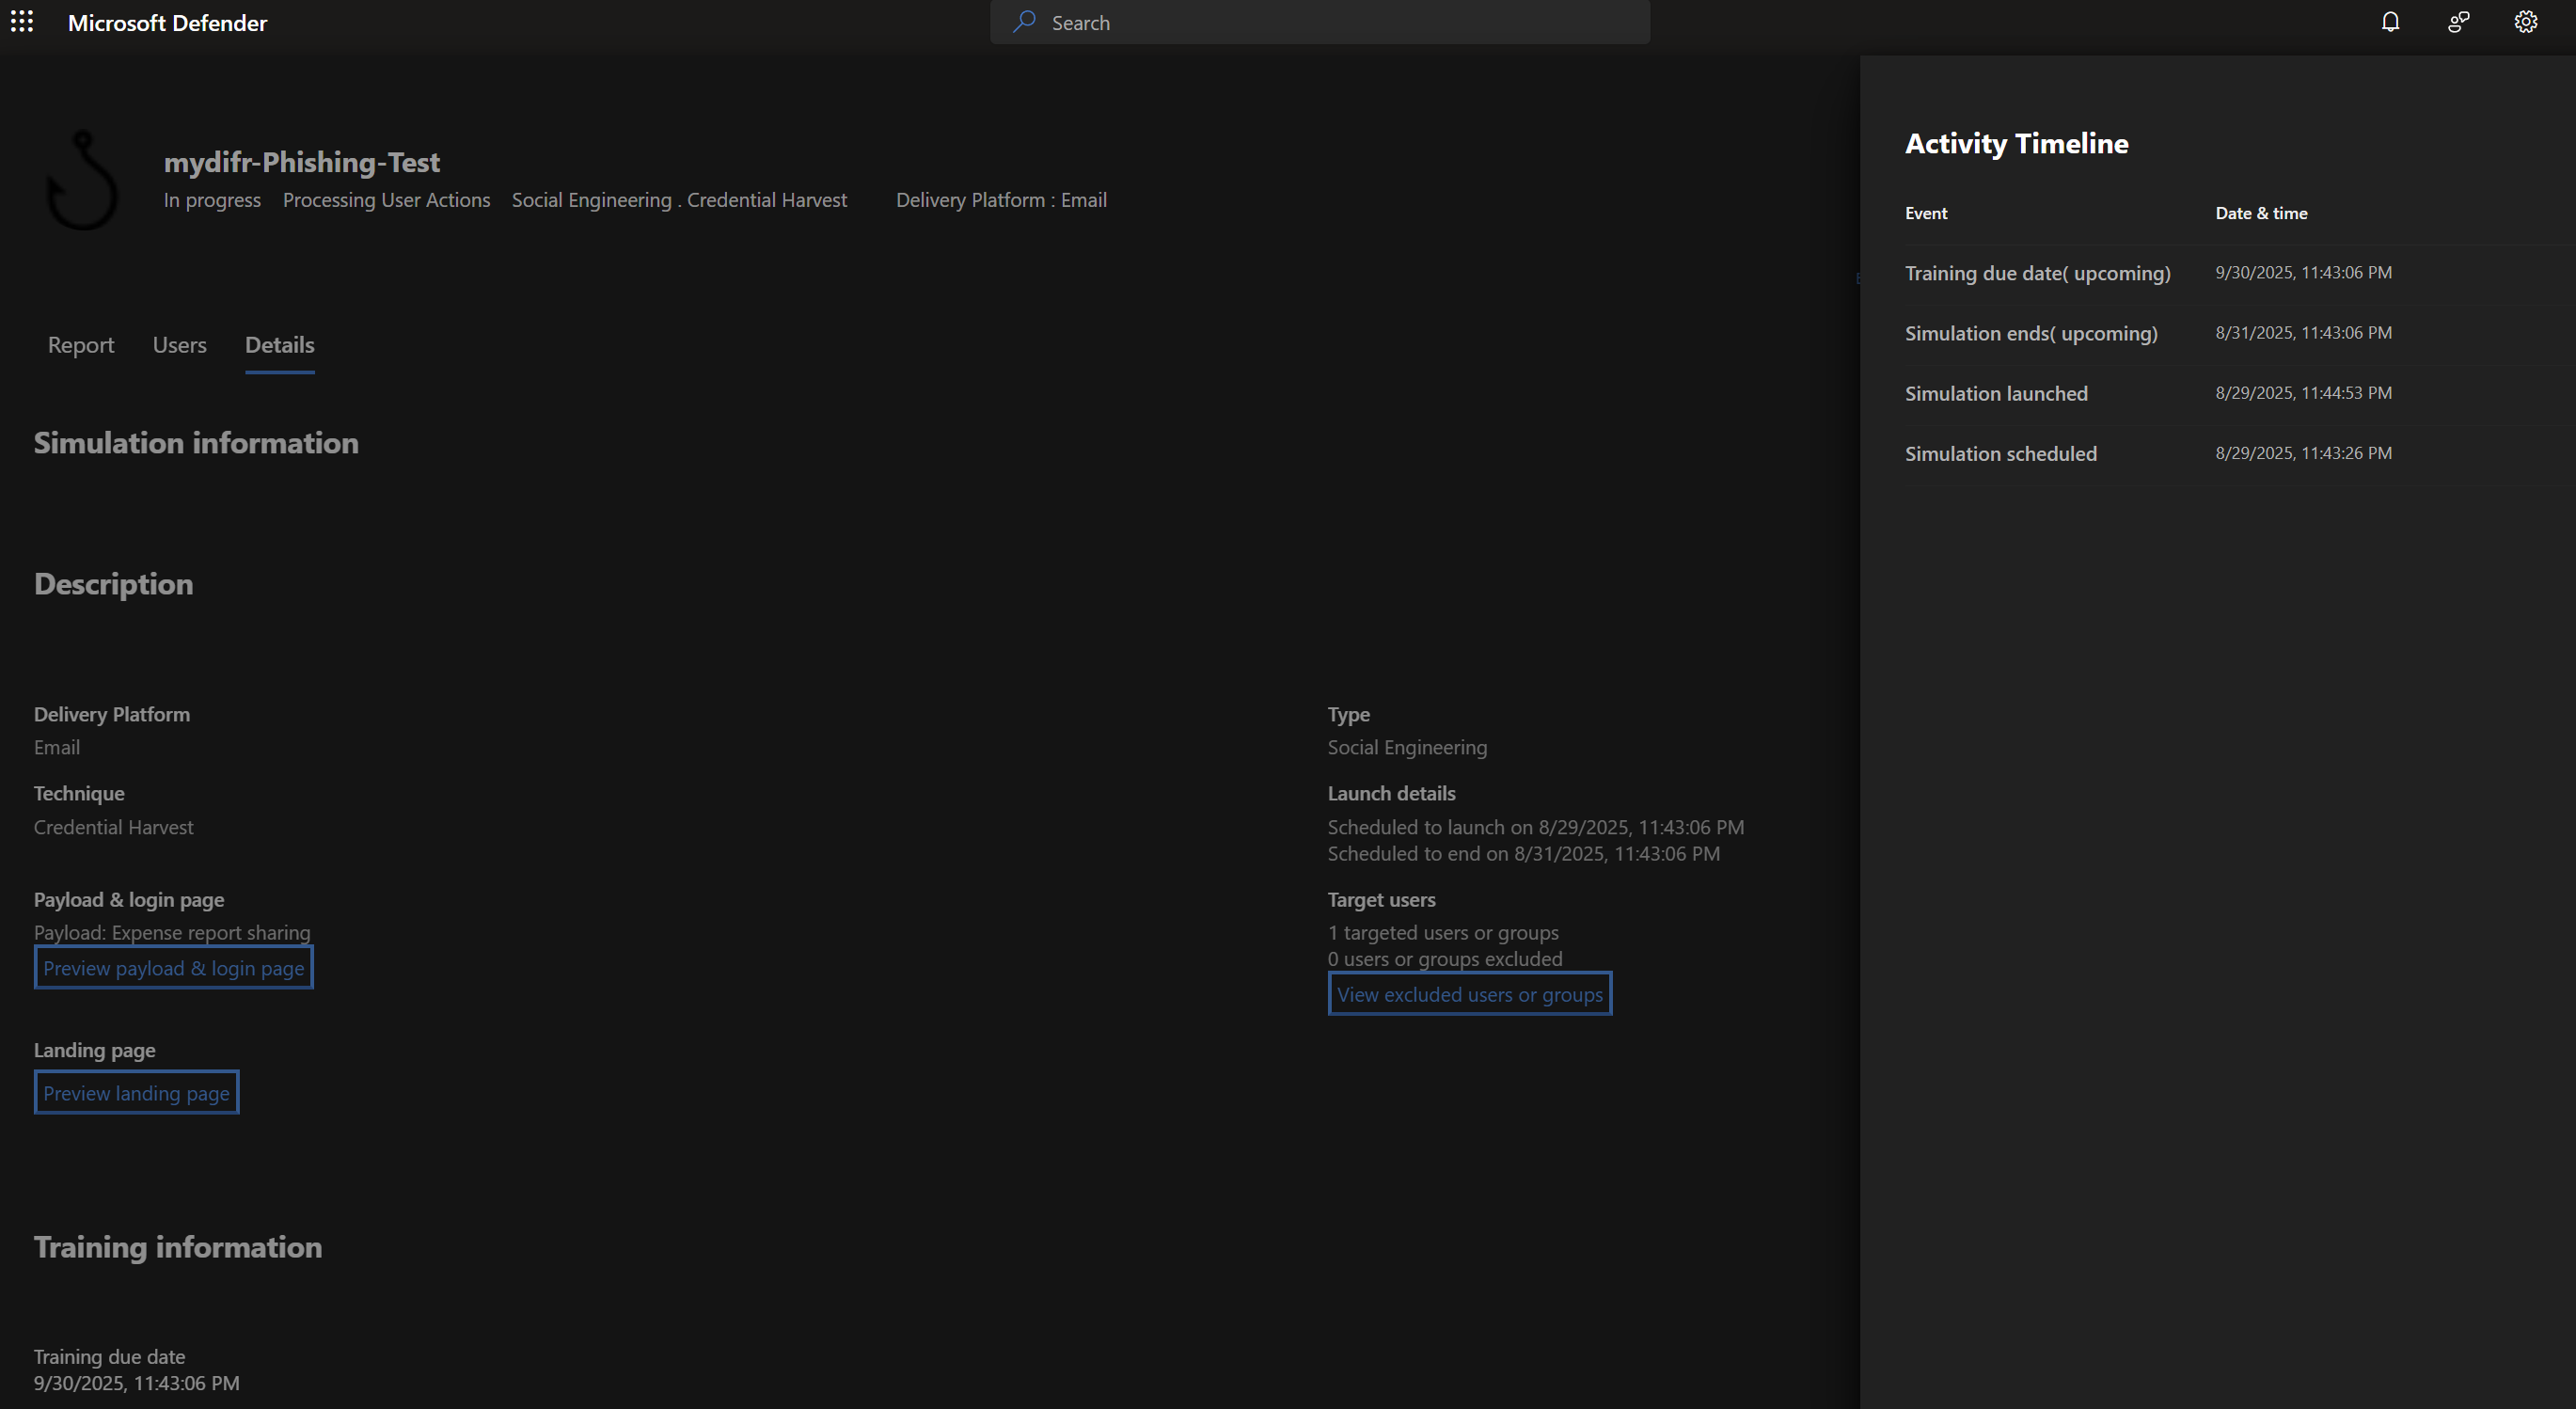 Microsoft Defender
Search
mydifr-Phishing-Test
In progress Processing User Actions Social Engineering . Credential Harvest Delivery Platform : Email
Report Users Details
Simulation information
Description
Delivery Platform
Email
Technique
Credential Harvest
Payload & login page
Payload: Expense report sharing
Preview payload & login page
Landing page
Preview landing page
Type
Social Engineering
Launch details
Scheduled to launch on 8/29/2025, 11:43:06 PM
Scheduled to end on 8/31/2025, 11:43:06 PM
Target users
1 targeted users or groups
0 users or groups excluded
View excluded users or groups
Training information
Training due date
9/30/2025, 11:43:06 PM
Activity Timeline
Event Date & time
Training due date( upcoming) 9/30/2025, 11:43:06 PM
Simulation ends( upcoming) 8/31/2025, 11:43:06 PM
Simulation launched 8/29/2025, 11:44:53 PM
Simulation scheduled 8/29/2025, 11:43:26 PM